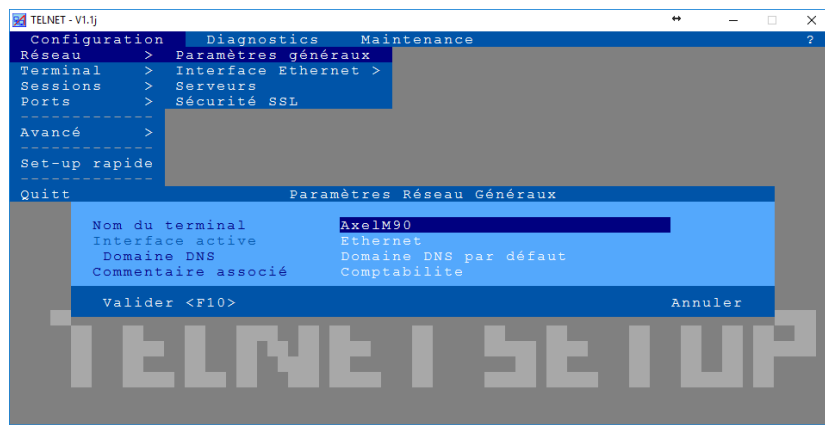 TELNET - V1.1j
Configuration Diagnostics Maintenance ?
Réseau > Paramètres généraux
Terminal > Interface Ethernet >
Sessions > Serveurs
Ports > Sécurité SSL
-------------
Avancé >
-------------
Set-up rapide
-------------
Quitt Paramètres Réseau Généraux
Nom du terminal AxelM90
Interface active Ethernet
Domaine DNS Domaine DNS par défaut
Commentaire associé Comptabilite
Valider <F10> Annuler
TELNET SETUP